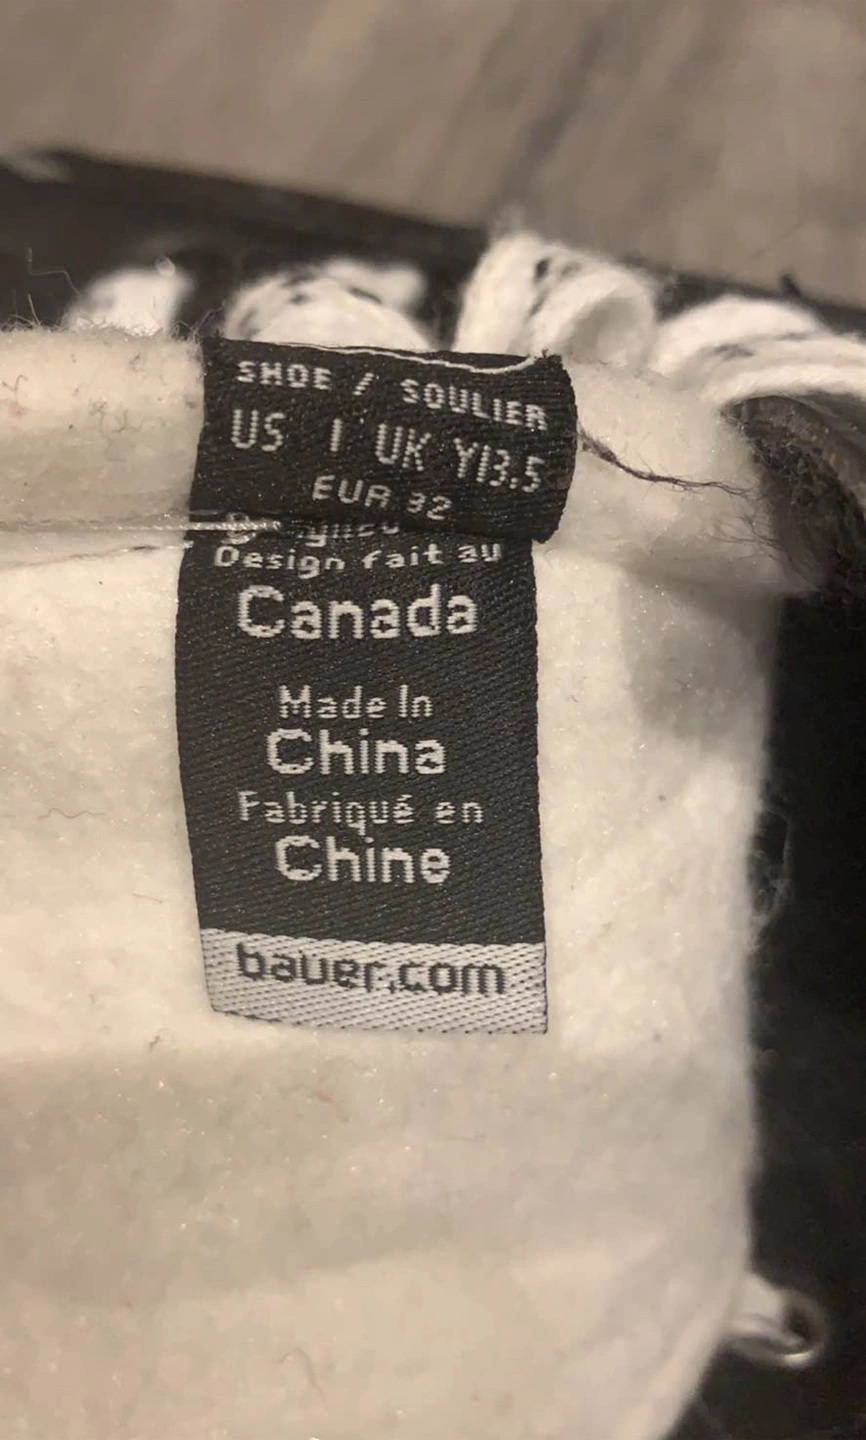 SHOE / SOULIER
US 1 UK Y13.5
EUR 32
Design fait au
Canada
Made In
China
Fabriqué en
Chine
bauer.com